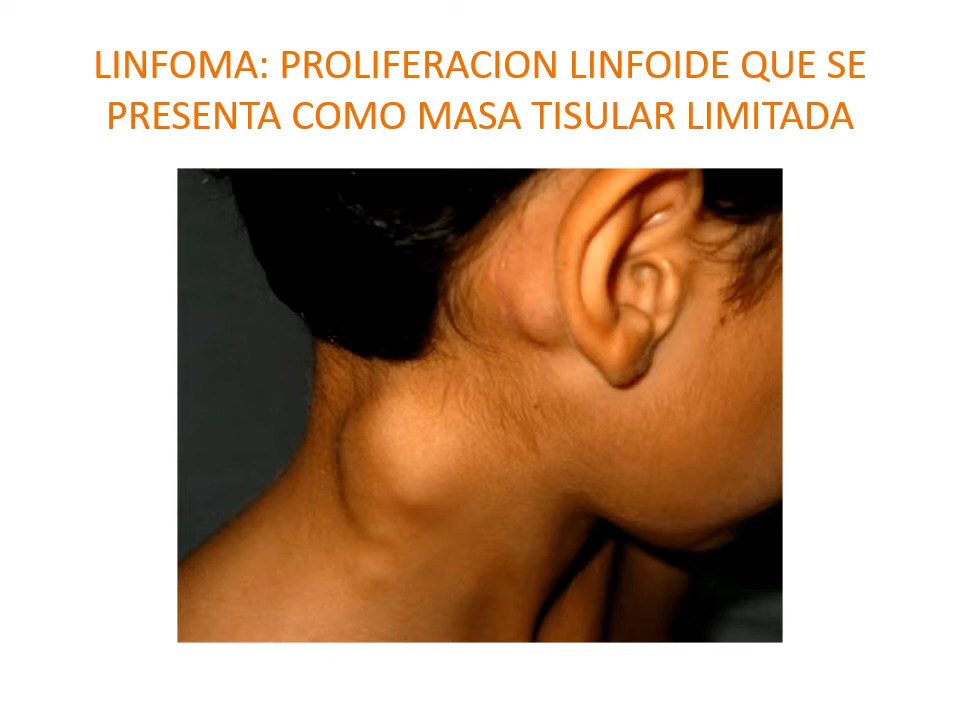 LINFOMA: PROLIFERACION LINFOIDE QUE SE
PRESENTA COMO MASA TISULAR LIMITADA